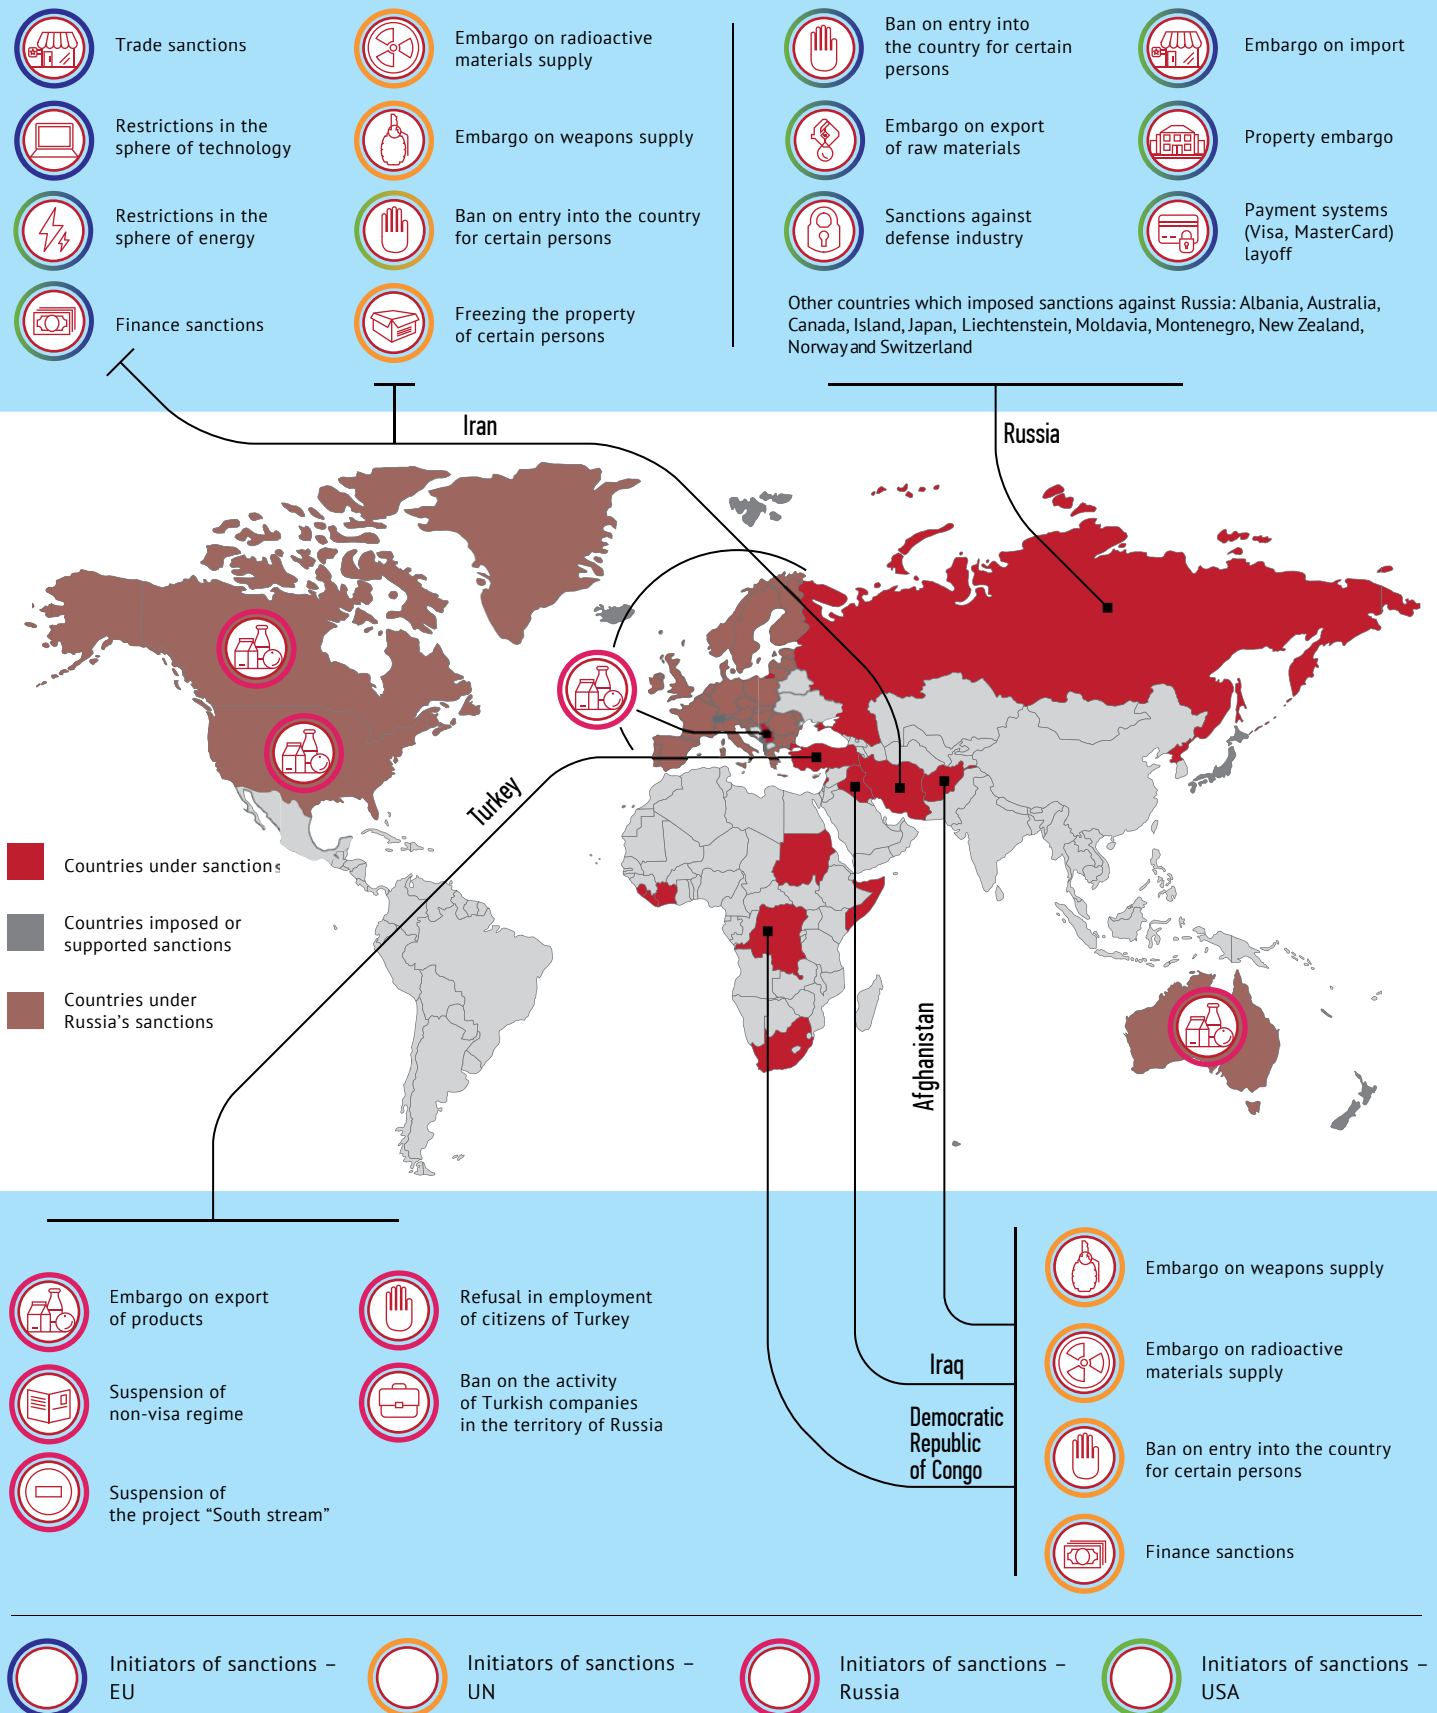 Trade sanctions
Restrictions in the
sphere of technology
Restrictions in the
sphere of energy
Finance sanctions
Embargo on radioactive
materials supply
Embargo on weapons supply
Ban on entry into the country
for certain persons
Freezing the property
of certain persons
Ban on entry into
the country for certain
persons
Embargo on export
of raw materials
Sanctions against
defense industry
Embargo on import
Property embargo
Payment systems
(Visa, MasterCard)
layoff
Other countries which imposed sanctions against Russia: Albania, Australia,
Canada, Island, Japan, Liechtenstein, Moldavia, Montenegro, New Zealand,
Norway and Switzerland
Iran
Russia
Turkey
Countries under sanctions
Countries imposed or
supported sanctions
Countries under
Russia’s sanctions
Afghanistan
Iraq
Democratic
Republic
of Congo
Embargo on export
of products
Suspension of
non-visa regime
Suspension of
the project “South stream”
Refusal in employment
of citizens of Turkey
Ban on the activity
of Turkish companies
in the territory of Russia
Embargo on weapons supply
Embargo on radioactive
materials supply
Ban on entry into the country
for certain persons
Finance sanctions
Initiators of sanctions –
EU
Initiators of sanctions –
UN
Initiators of sanctions –
Russia
Initiators of sanctions –
USA